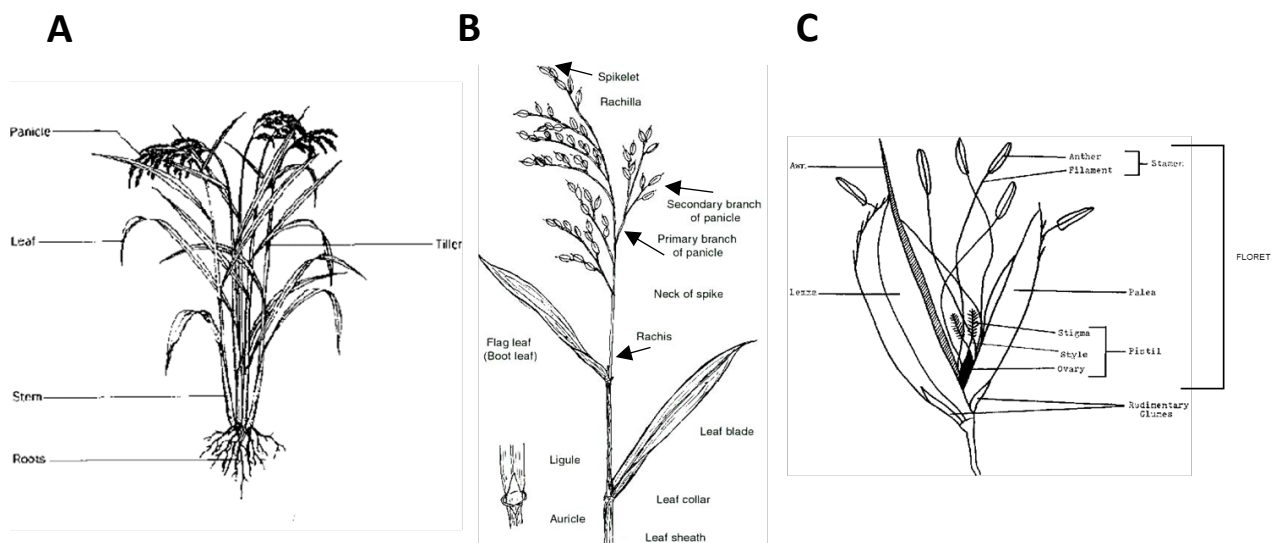 A
B
C
Panicle
Leaf
Tiller
Stem
Roots
Spikelet
Rachilla
Secondary branch
of panicle
Primary branch
of panicle
Neck of spike
Rachis
Flag leaf
(Boot leaf)
Leaf blade
Ligule
Leaf collar
Auricle
Leaf sheath
Awn
Anther
Filament
Stamen
FLORET
Lemma
Palea
Stigma
Style
Ovary
Pistil
Rudimentary
Glumes